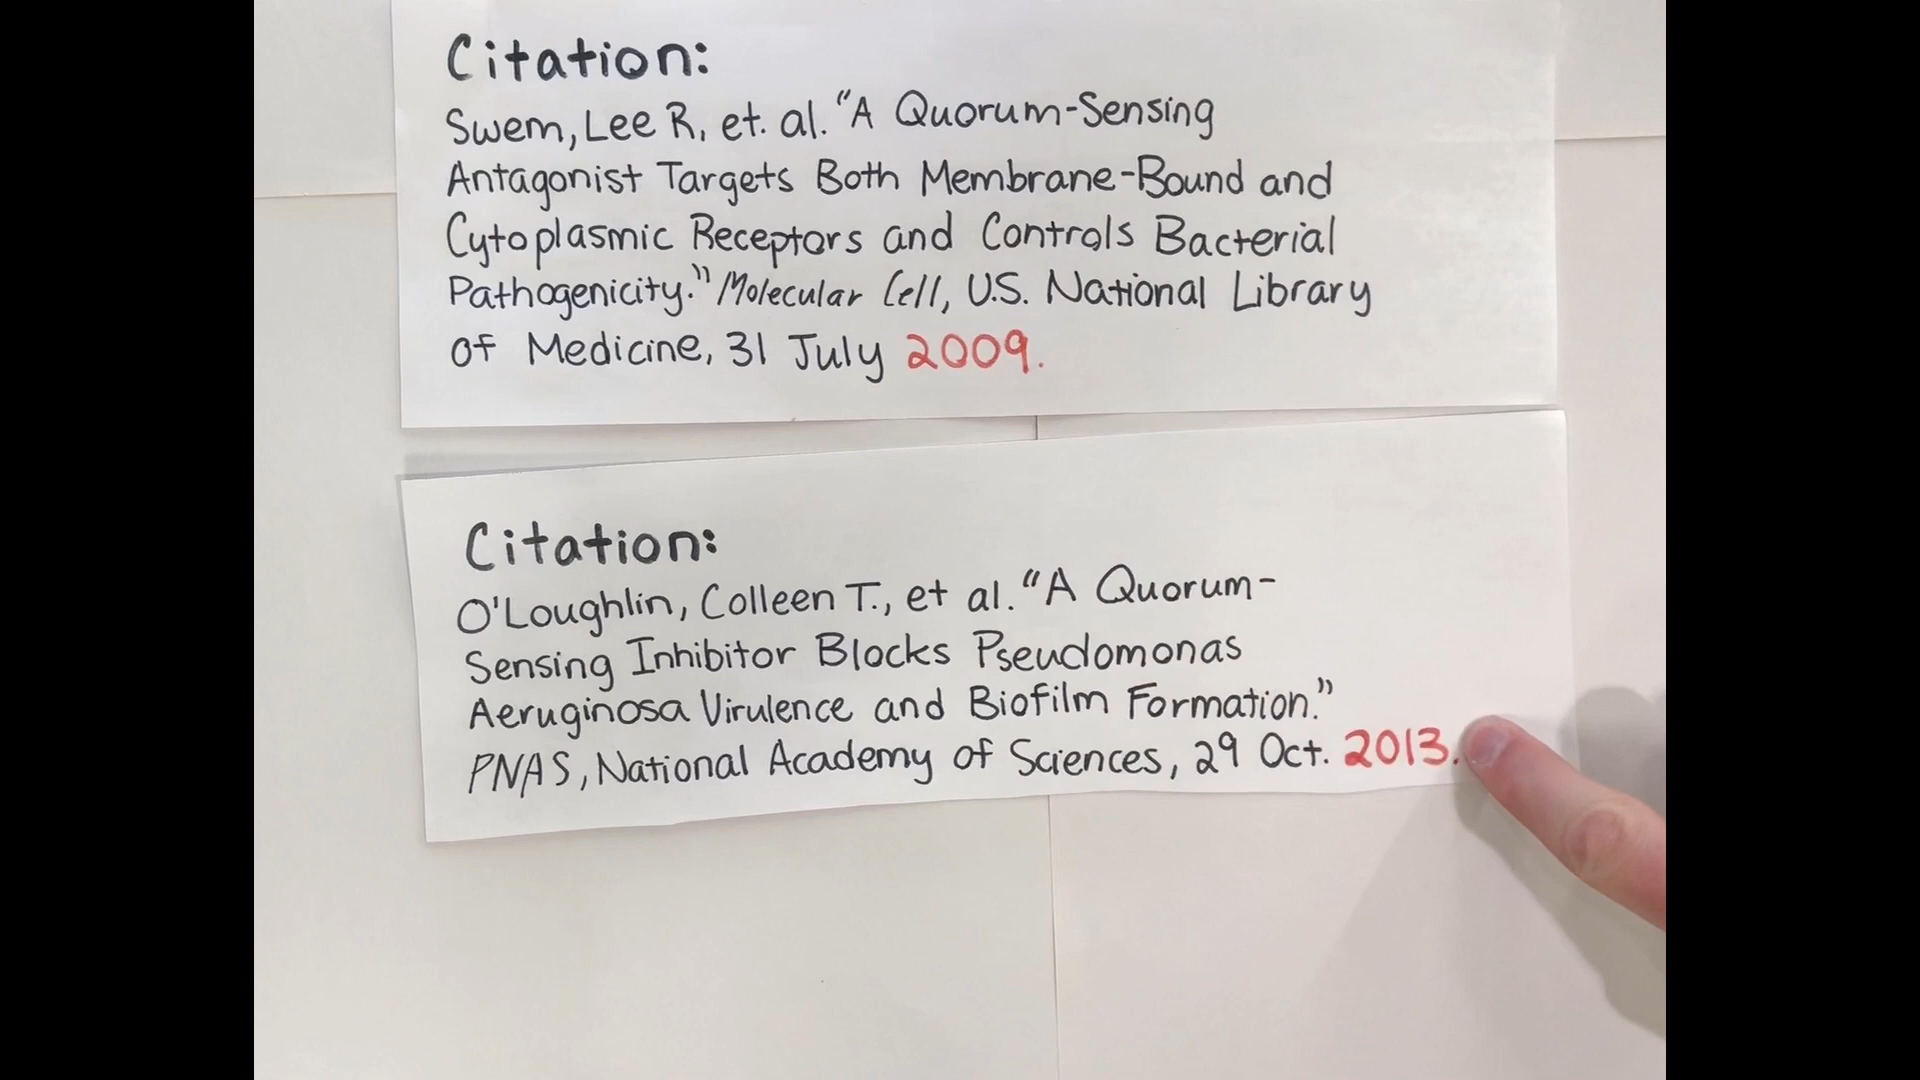 Citation:
Swem, Lee R, et. al. "A Quorum-Sensing
Antagonist Targets Both Membrane-Bound and
Cytoplasmic Receptors and Controls Bacterial
Pathogenicity." Molecular Cell, U.S. National Library
of Medicine, 31 July 2009.
Citation:
O'Loughlin, Colleen T., et al. "A Quorum-
Sensing Inhibitor Blocks Pseudomonas
Aeruginosa Virulence and Biofilm Formation."
PNAS, National Academy of Sciences, 29 Oct. 2013.